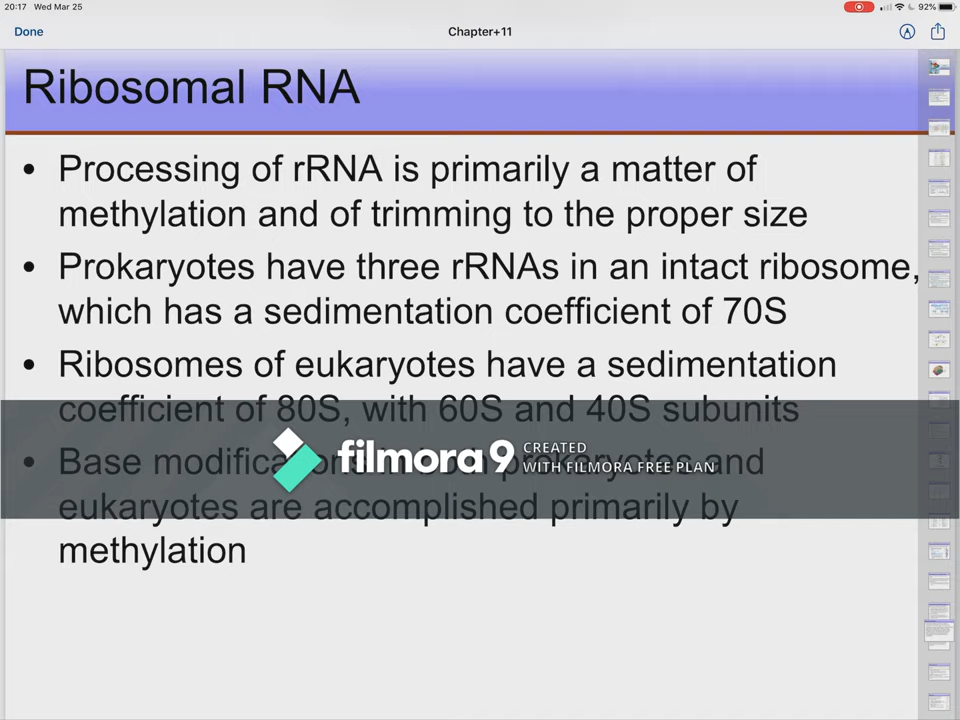 20:17 Wed Mar 25
92%
Done
Chapter+11
Ribosomal RNA
• Processing of rRNA is primarily a matter of
methylation and of trimming to the proper size
• Prokaryotes have three rRNAs in an intact ribosome,
which has a sedimentation coefficient of 70S
• Ribosomes of eukaryotes have a sedimentation
coefficient of 80S, with 60S and 40S subunits
• Base modifications prokaryotes and
eukaryotes are accomplished primarily by
methylation
filmora9 CREATED
WITH FILMORA FREE PLAN